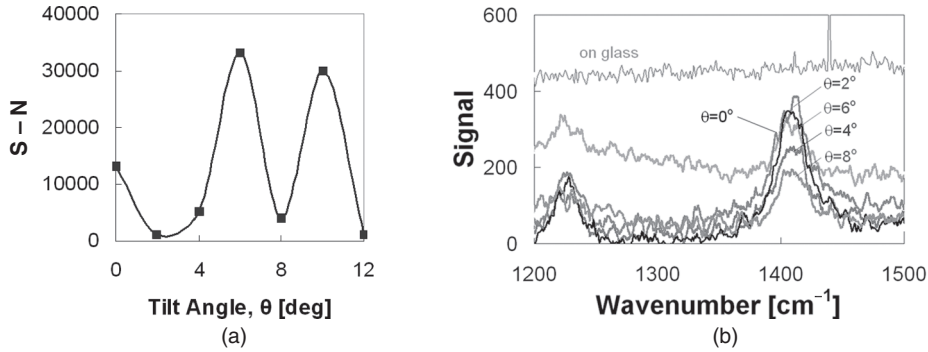 40000
30000
20000
10000
0
S – N
0 4 8 12
Tilt Angle, θ [deg]
(a)
600
400
200
0
Signal
on glass
θ=2°
θ=0°
θ=6°
θ=4°
θ=8°
1200 1300 1400 1500
Wavenumber [cm⁻¹]
(b)